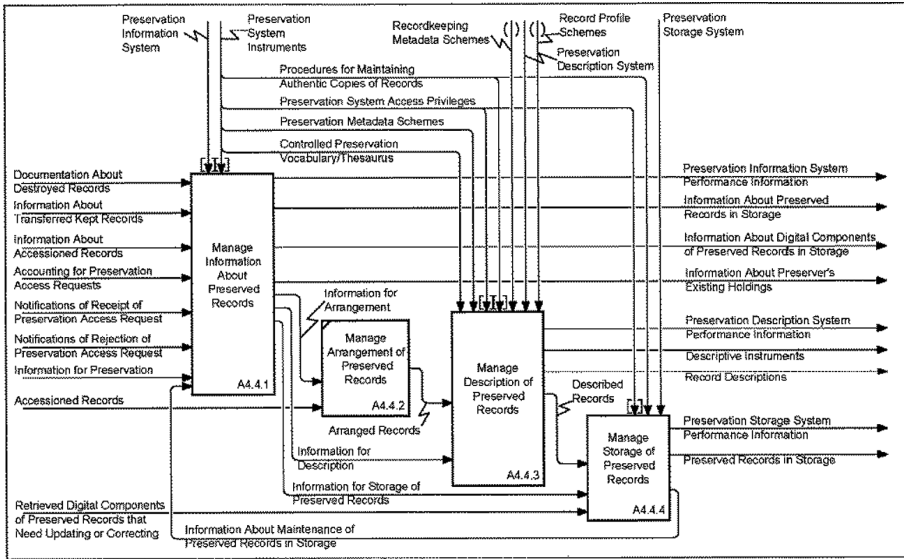 Preservation
Information
System
Preservation
System
Instruments
Recordkeeping
Metadata Schemes
Record Profile
Schemes
Preservation
Description System
Preservation
Storage System
Procedures for Maintaining
Authentic Copies of Records
Preservation System Access Privileges
Preservation Metadata Schemes
Controlled Preservation
Vocabulary/Thesaurus
Documentation About
Destroyed Records
Information About
Transferred Kept Records
Information About
Accessioned Records
Accounting for Preservation
Access Requests
Notifications of Receipt of
Preservation Access Request
Notifications of Rejection of
Preservation Access Request
Information for Preservation
Accessioned Records
Retrieved Digital Components
of Preserved Records that
Need Updating or Correcting
Manage
Information
About
Preserved
Records
A4.4.1
Information for
Arrangement
Manage
Arrangement of
Preserved
Records
A4.4.2
Arranged Records
Information for
Description
Information for Storage of
Preserved Records
Information About Maintenance of
Preserved Records in Storage
Manage
Description of
Preserved
Records
A4.4.3
Described
Records
Manage
Storage of
Preserved
Records
A4.4.4
Preservation Information System
Performance Information
Information About Preserved
Records in Storage
Information About Digital Components
of Preserved Records in Storage
Information About Preserver's
Existing Holdings
Preservation Description System
Performance Information
Descriptive Instruments
Record Descriptions
Preservation Storage System
Performance Information
Preserved Records in Storage